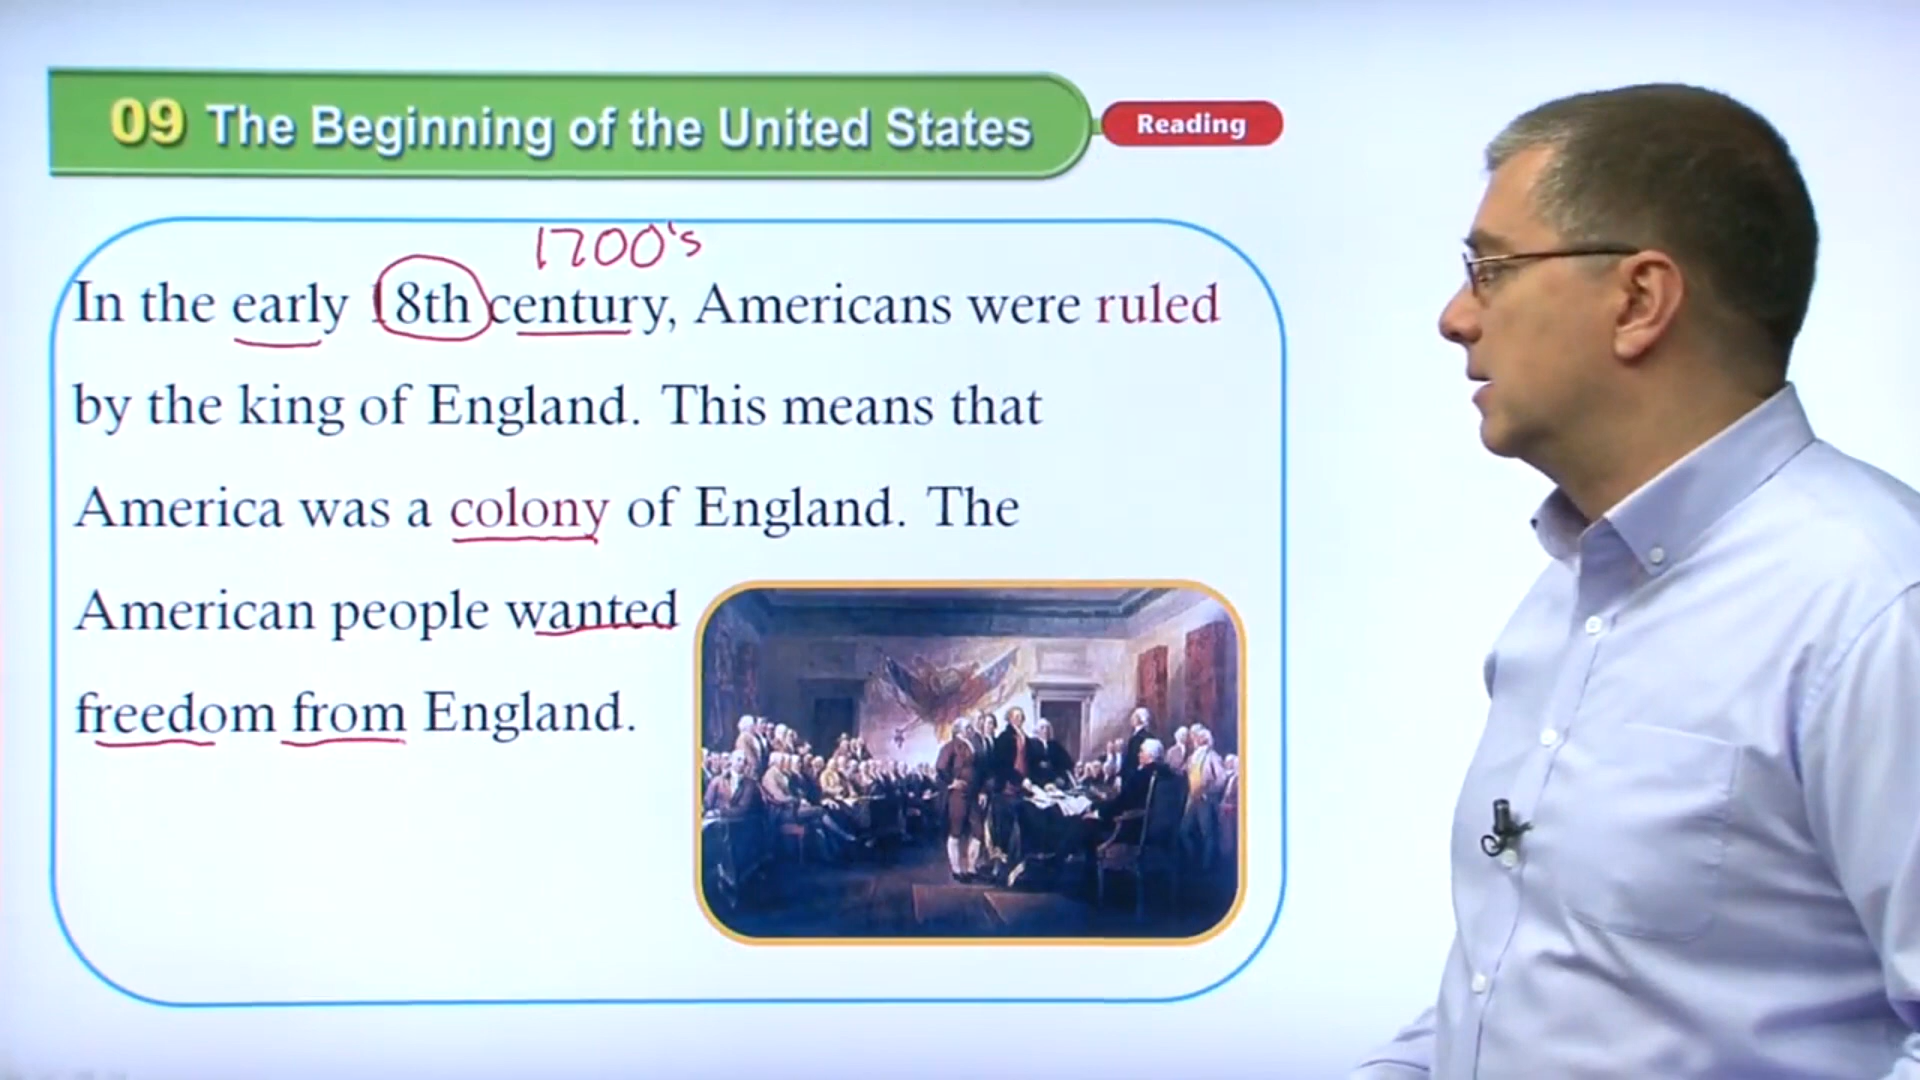 09 The Beginning of the United States
Reading
1700's
In the early 18th century, Americans were ruled
by the king of England. This means that
America was a colony of England. The
American people wanted
freedom from England.